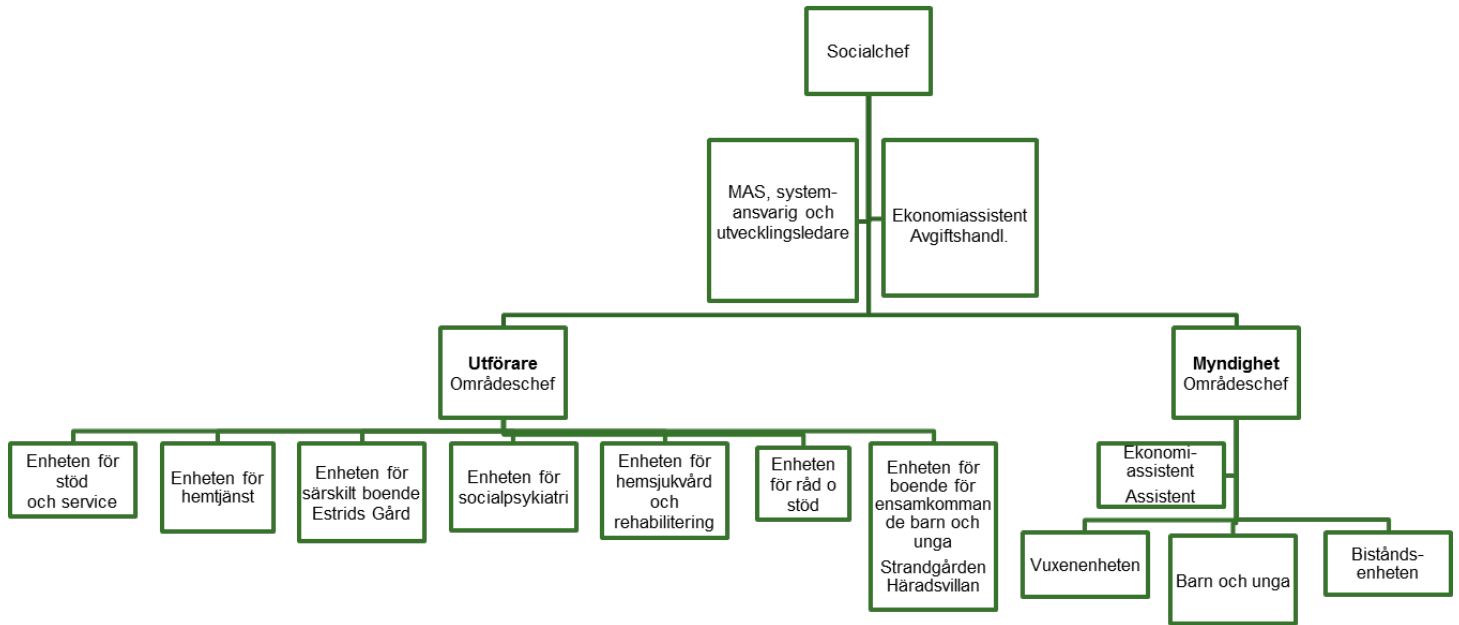 Socialchef
MAS, system-
ansvarig och
utvecklingsledare
Ekonomiassistent
Avgiftshandl.
Utförare
Områdeschef
Myndighet
Områdeschef
Enheten för
stöd
och service
Enheten för
hemtjänst
Enheten för
särskilt boende
Estrids Gård
Enheten för
socialpsykiatri
Enheten för
hemsjukvård
och
rehabilitering
Enheten
för råd o
stöd
Enheten för
boende för
ensamkomman
de barn och
unga
Strandgården
Häradsvillan
Ekonomi-
assistent
Assistent
Vuxenenheten
Barn och unga
Bistånds-
enheten